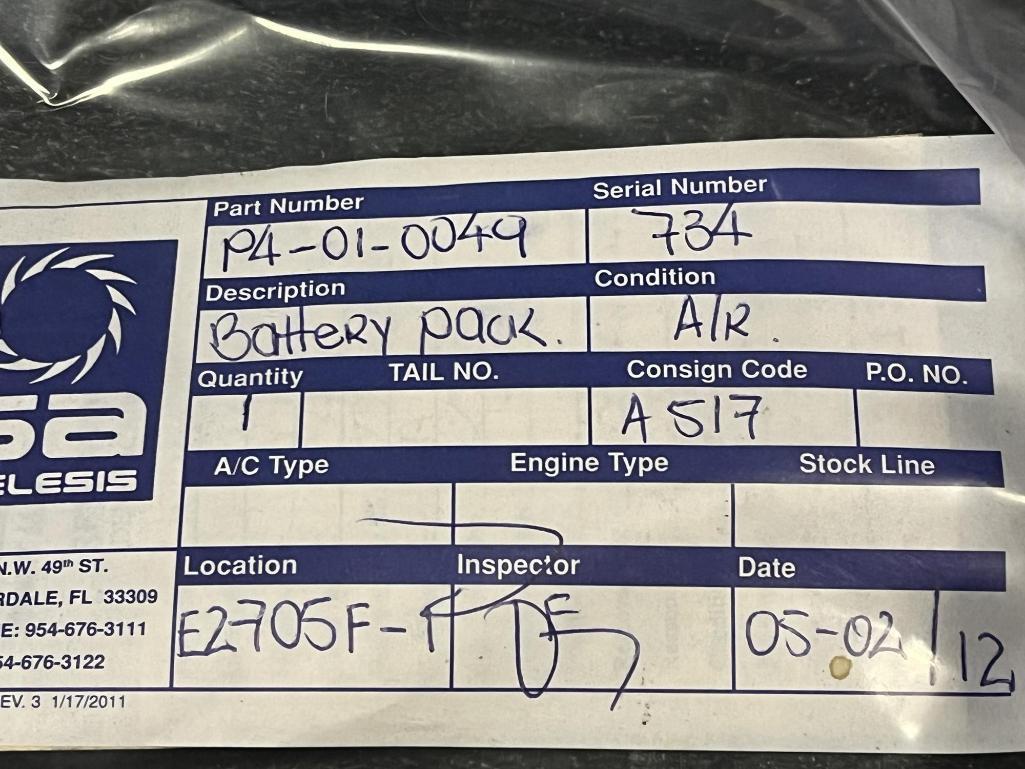 Part Number Serial Number
P4-01-0049 734
Description Condition
Battery pack. A/R.
Quantity TAIL NO. Consign Code P.O. NO.
1 A517
A/C Type Engine Type Stock Line
Location Inspector Date
E2705F- 05-02/12
sa
ELESIS
N.W. 49th ST.
RDALE, FL 33309
E: 954-676-3111
54-676-3122
EV. 3 1/17/2011